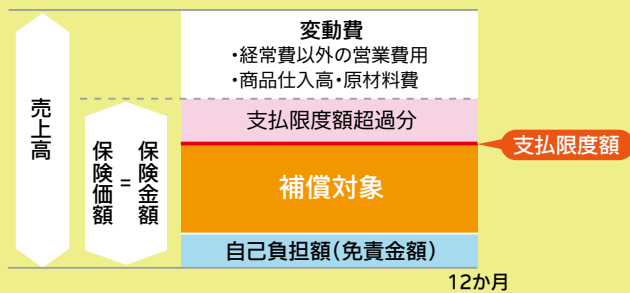 変動費
・経常費以外の営業費用
・商品仕入高・原材料費
売上高
保険価額
=
保険金額
支払限度額超過分
支払限度額
補償対象
自己負担額(免責金額)
12か月